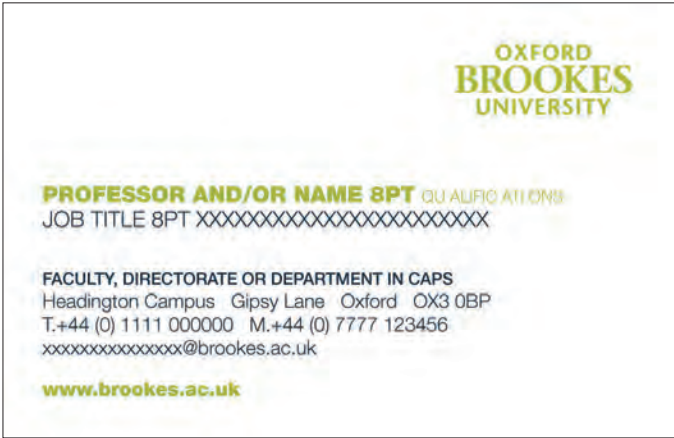 OXFORD
BROOKES
UNIVERSITY
PROFESSOR AND/OR NAME 8PT QUALIFICATIONS
JOB TITLE 8PT XXXXXXXXXXXXXXXXXXXXXXXX
FACULTY, DIRECTORATE OR DEPARTMENT IN CAPS
Headington Campus Gipsy Lane Oxford OX3 0BP
T.+44 (0) 1111 000000 M.+44 (0) 7777 123456
xxxxxxxxxxxxxxx@brookes.ac.uk
www.brookes.ac.uk